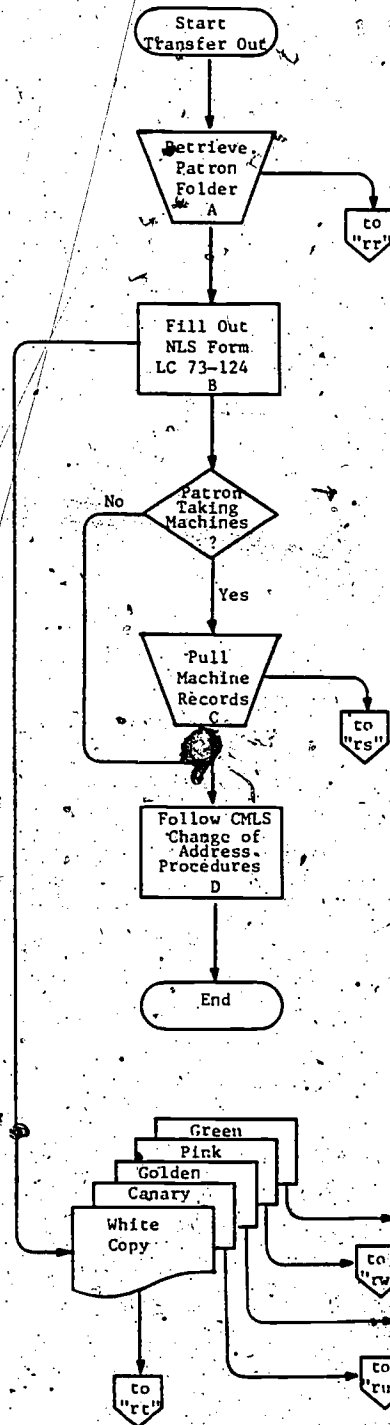 Start
Transfer Out
Retrieve
Patron
Folder
A
to
"rr"
Fill Out
NLS Form
LC 73-124
B
No
Patron
Taking
Machines
?
Yes
Pull
Machine
Records
C
to
"rs"
Follow CMLS
Change of
Address
Procedures
D
End
Green
Pink
Golden
Canary
White
Copy
to
"rw
to
"ru
to
"rt"